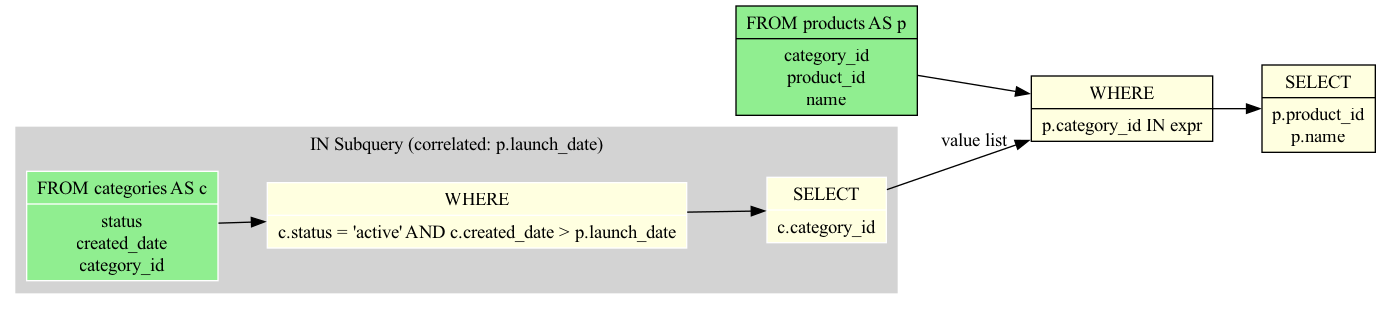 FROM products AS p
category_id
product_id
name
IN Subquery (correlated: p.launch_date)
FROM categories AS c
status
created_date
category_id
WHERE
c.status = 'active' AND c.created_date > p.launch_date
SELECT
c.category_id
value list
WHERE
p.category_id IN expr
SELECT
p.product_id
p.name